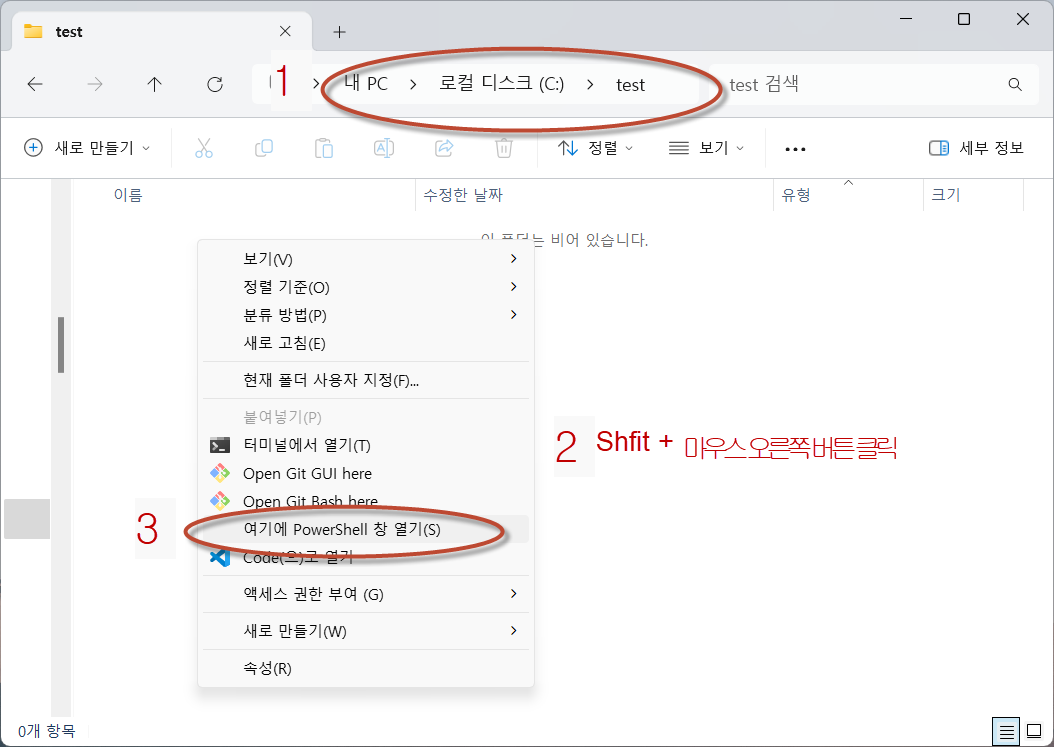 test
1
내 PC > 로컬 디스크 (C:) > test
test 검색
새로 만들기
정렬
보기
세부 정보
이름
수정한 날짜
유형
크기
이 폴더는 비어 있습니다.
보기(V)
정렬 기준(O)
분류 방법(P)
새로 고침(E)
현재 폴더 사용자 지정(F)...
붙여넣기(P)
터미널에서 열기(T)
Open Git GUI here
Open Git Bash here
여기에 PowerShell 창 열기(S)
Code(으)로 열기
액세스 권한 부여 (G)
새로 만들기(W)
속성(R)
2 Shfit + 마우스 오른쪽 버튼 클릭
3
0개 항목